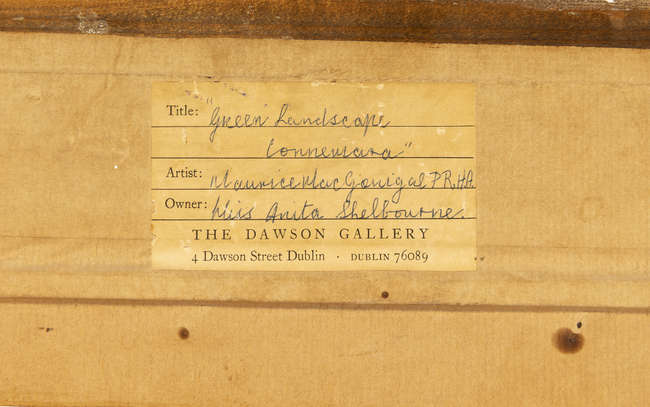 Title: "Green Landscape
Connemara"
Artist: Maurice MacGonigal P.R.H.A.
Owner: Miss Anita Shelbourne.
THE DAWSON GALLERY
4 Dawson Street Dublin · DUBLIN 76089